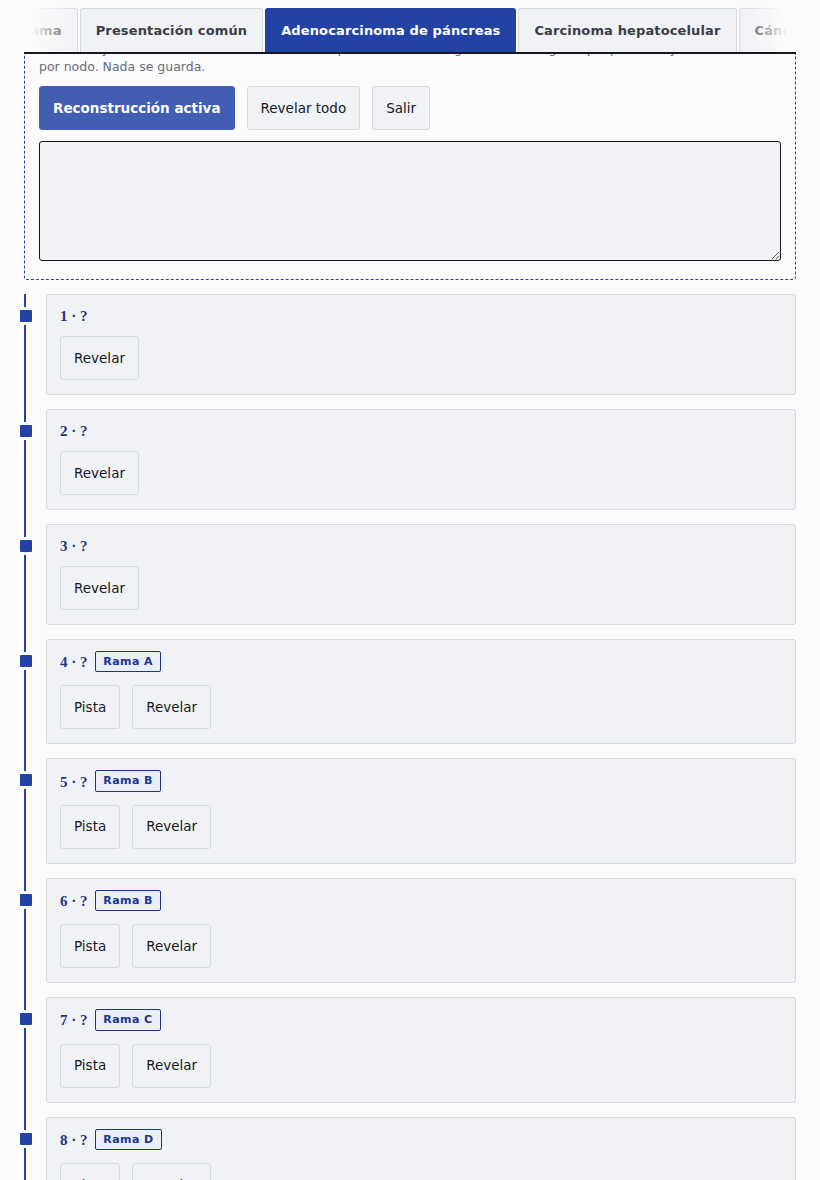 Presentación común
Adenocarcinoma de páncreas
Carcinoma hepatocelular
por nodo. Nada se guarda.
Reconstrucción activa
Revelar todo
Salir
1 · ?
Revelar
2 · ?
Revelar
3 · ?
Revelar
4 · ? Rama A
Pista Revelar
5 · ? Rama B
Pista Revelar
6 · ? Rama B
Pista Revelar
7 · ? Rama C
Pista Revelar
8 · ? Rama D